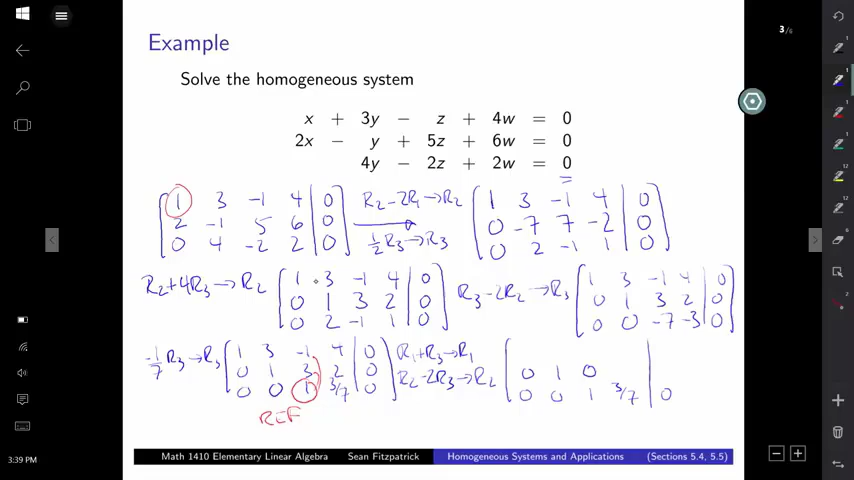 3/6
Example
Solve the homogeneous system
x + 3y − z + 4w = 0
2x − y + 5z + 6w = 0
4y − 2z + 2w = 0
1 3 -1 4 | 0
2 -1 5 6 | 0
0 4 -2 2 | 0
R2-2R1→R2
½R3→R3
1 3 -1 4 | 0
0 -7 7 -2 | 0
0 2 -1 1 | 0
R2+4R3→R2
1 3 -1 4 | 0
0 1 3 2 | 0
0 2 -1 1 | 0
R3-2R2→R3
1 3 -1 4 | 0
0 1 3 2 | 0
0 0 -7 -3 | 0
-1/7 R3→R3
1 3 -1 4 | 0
0 1 3 2 | 0
0 0 1 3/7 | 0
REF
R1+R3→R1
R2-2R3→R2
0 1 0
0 0 1 3/7 | 0
Math 1410 Elementary Linear Algebra Sean Fitzpatrick Homogeneous Systems and Applications (Sections 5.4, 5.5)
3:39 PM